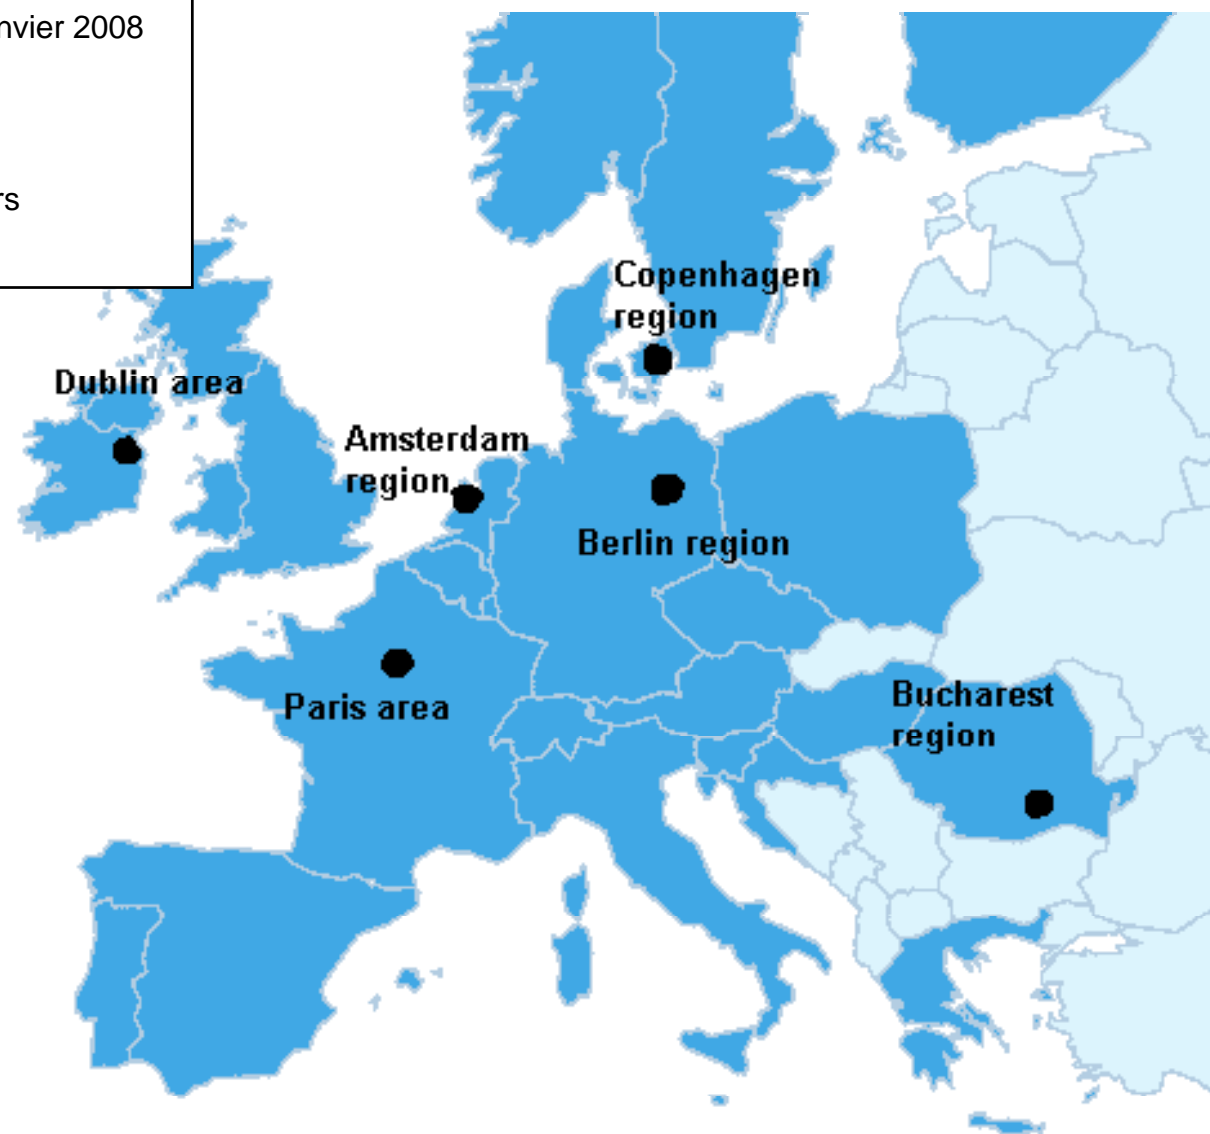 nvier 2008
rs
Copenhagen
region
Dublin area
Amsterdam
region
Berlin region
Paris area
Bucharest
region